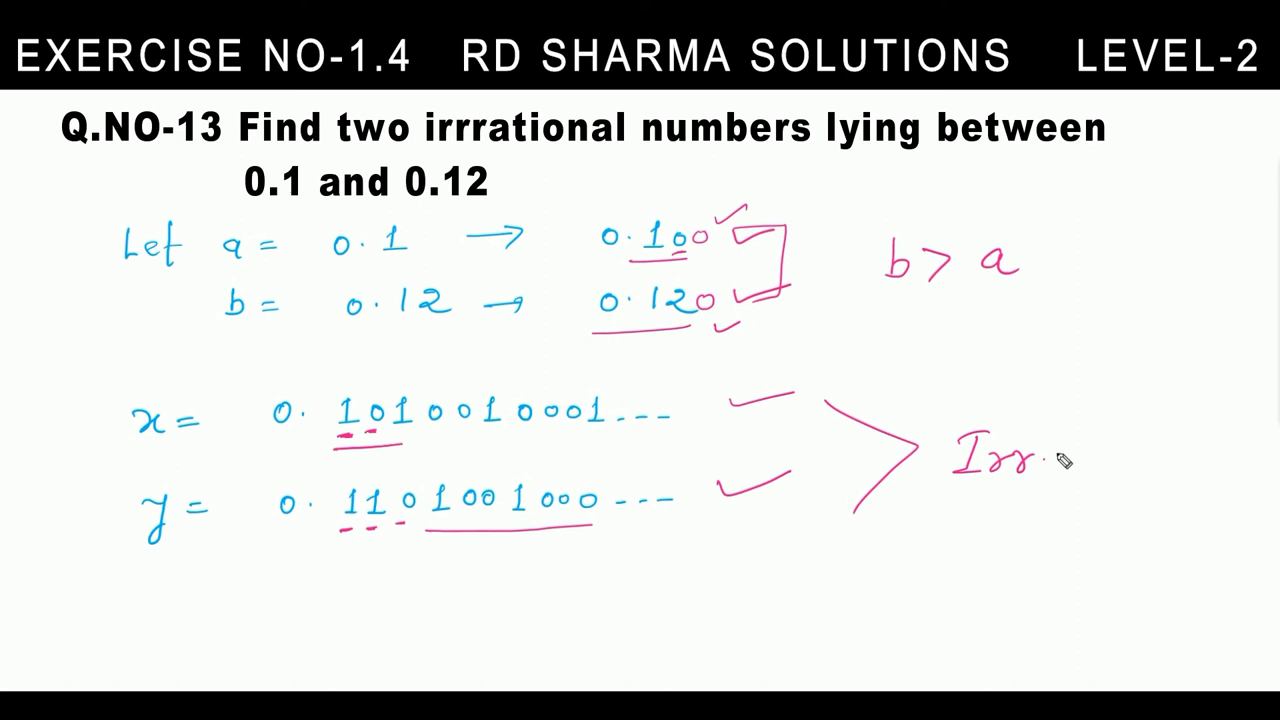 EXERCISE NO-1.4 RD SHARMA SOLUTIONS LEVEL-2
Q.NO-13 Find two irrrational numbers lying between
0.1 and 0.12
Let a = 0.1 → 0.100
b > a
b = 0.12 → 0.120
x = 0.1010010001...
y = 0.1101001000...
Irr.